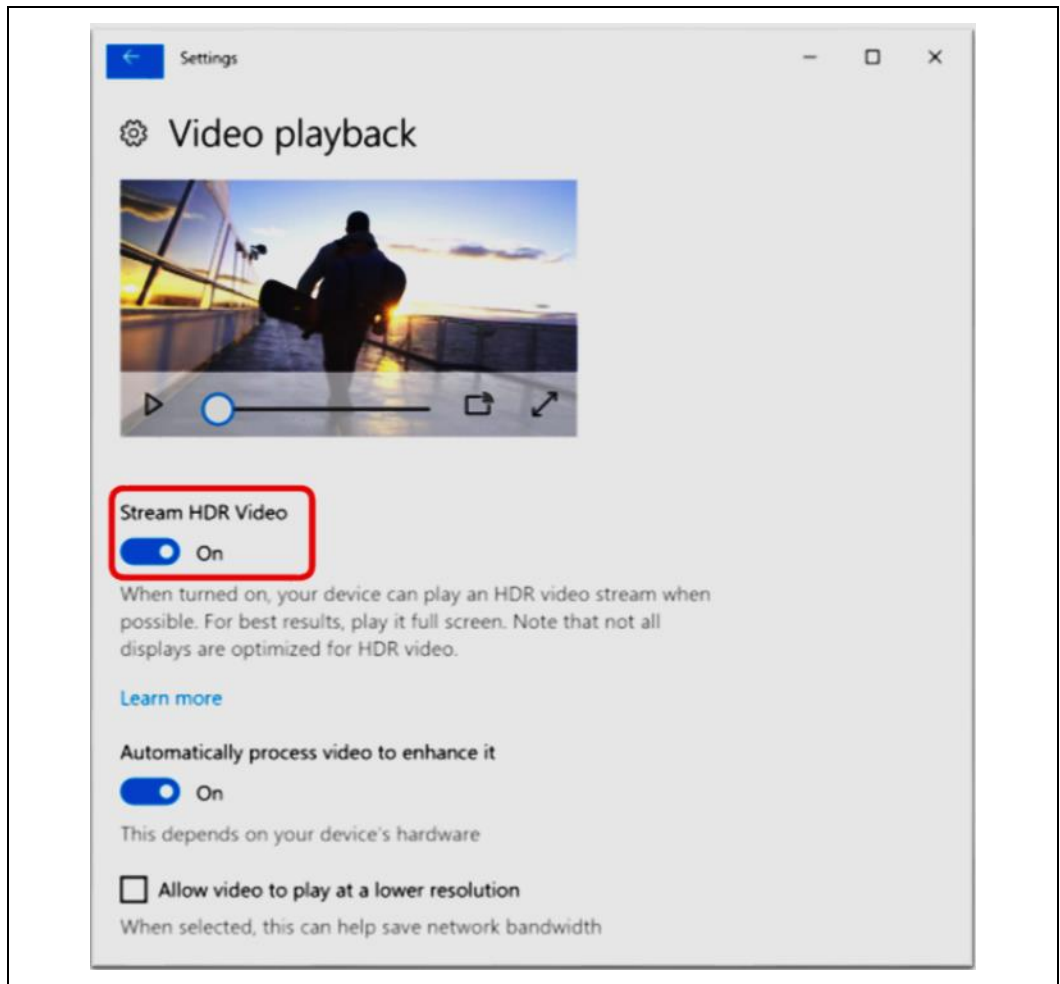 Settings
Video playback
Stream HDR Video
On
When turned on, your device can play an HDR video stream when
possible. For best results, play it full screen. Note that not all
displays are optimized for HDR video.
Learn more
Automatically process video to enhance it
On
This depends on your device's hardware
Allow video to play at a lower resolution
When selected, this can help save network bandwidth